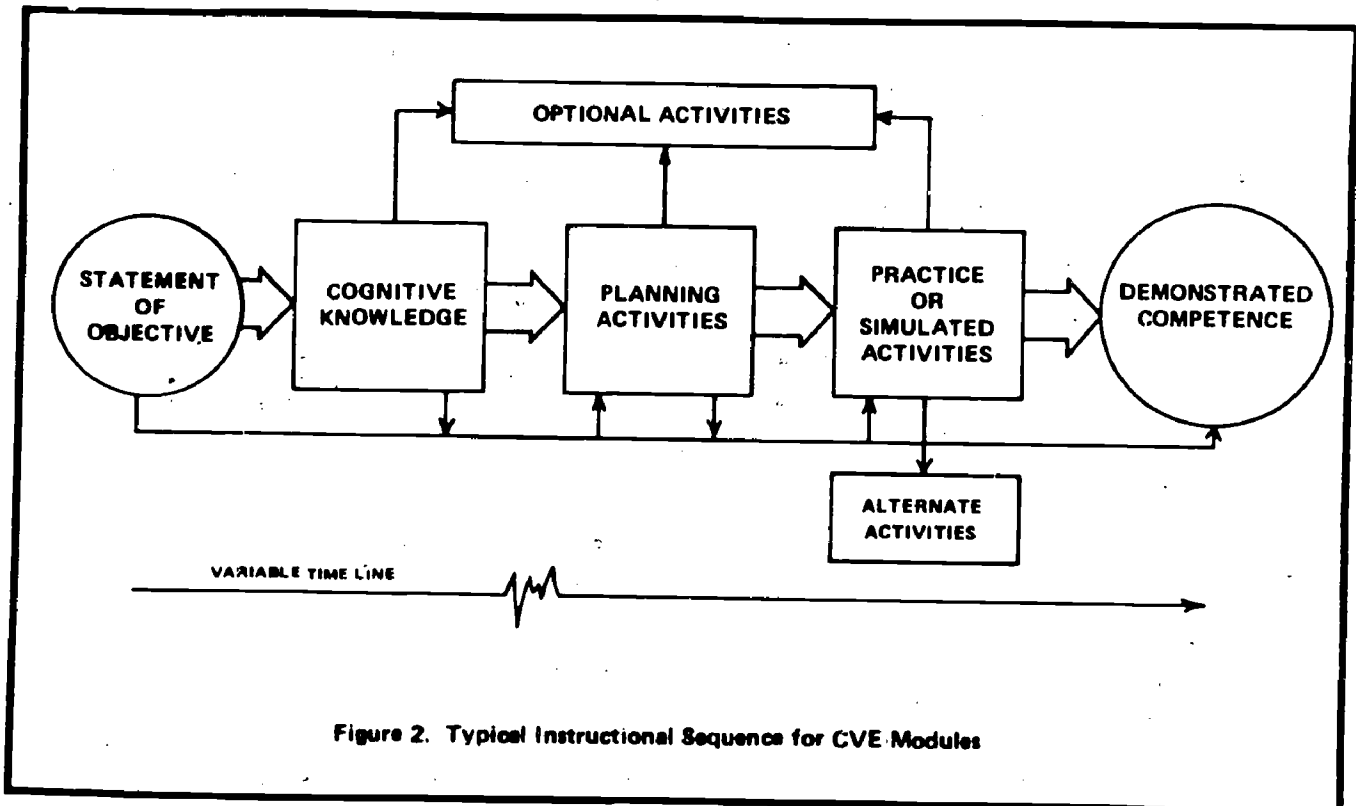 OPTIONAL ACTIVITIES
STATEMENT
OF
OBJECTIVE
COGNITIVE
KNOWLEDGE
PLANNING
ACTIVITIES
PRACTICE
OR
SIMULATED
ACTIVITIES
DEMONSTRATED
COMPETENCE
ALTERNATE
ACTIVITIES
VARIABLE TIME LINE
Figure 2. Typical Instructional Sequence for CVE Modules